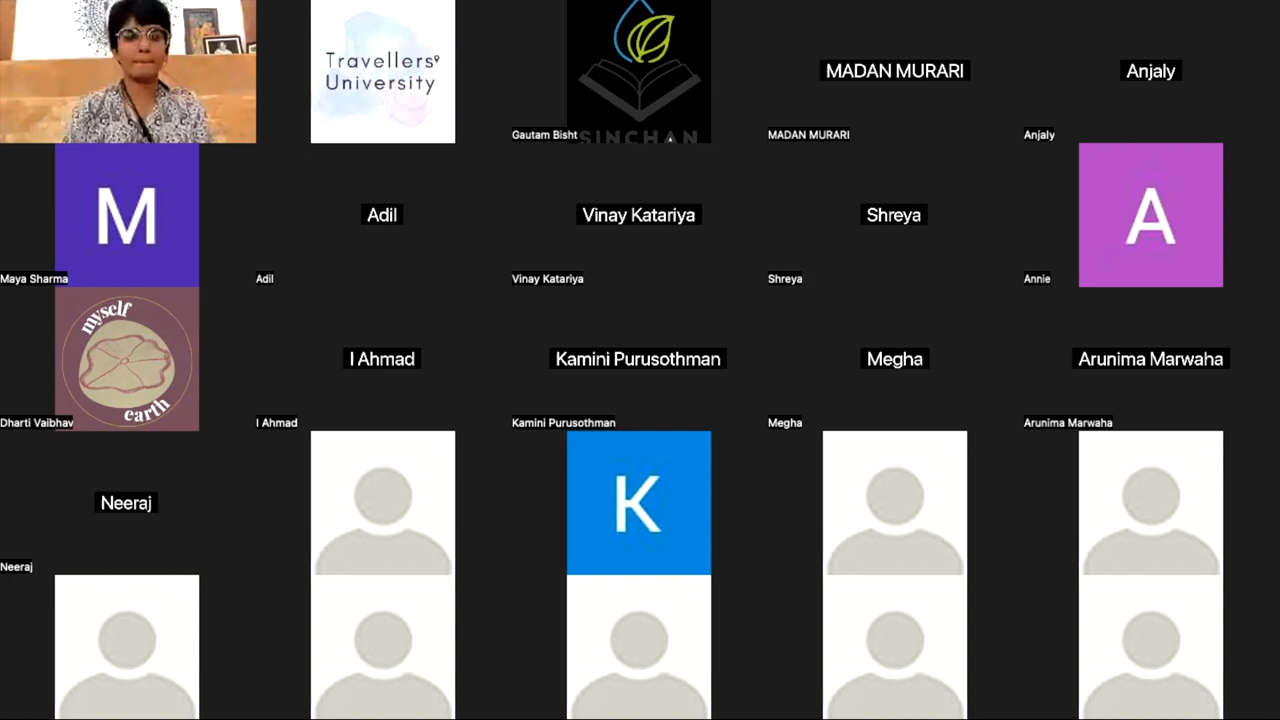 Travellers'
University
SINCHAN
Gautam Bisht
MADAN MURARI
MADAN MURARI
Anjaly
Anjaly
M
Maya Sharma
Adil
Adil
Vinay Katariya
Vinay Katariya
Shreya
Shreya
A
Annie
myself
earth
Dharti Vaibhav
I Ahmad
I Ahmad
Kamini Purusothman
Kamini Purusothman
Megha
Megha
Arunima Marwaha
Arunima Marwaha
Neeraj
Neeraj
K